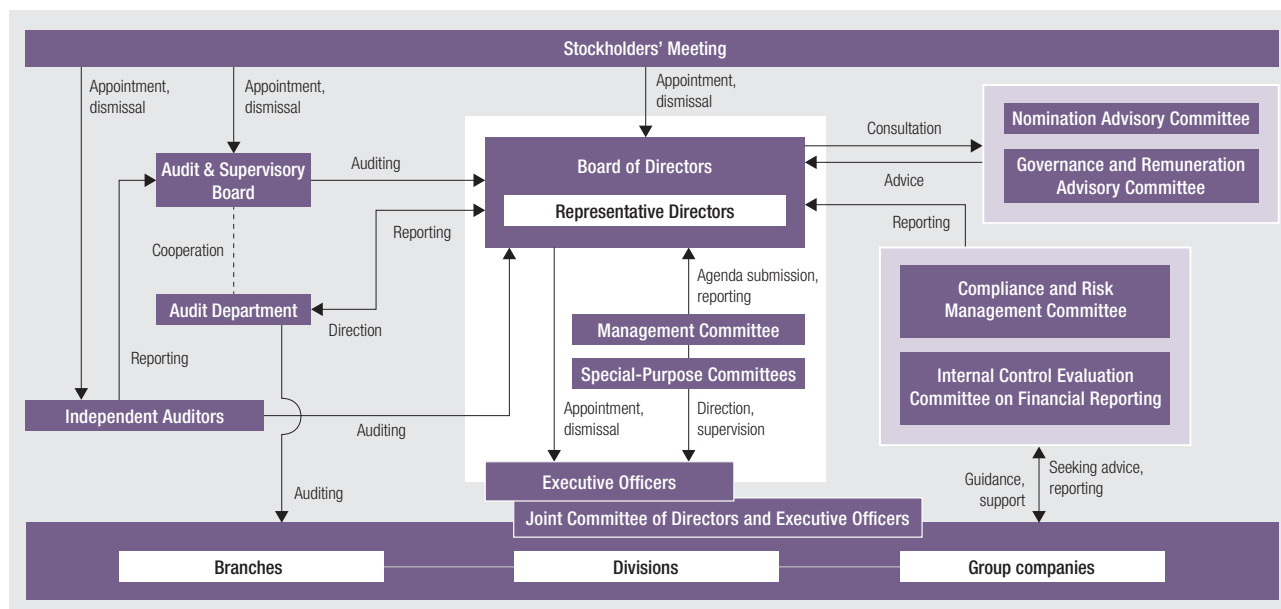 Stockholders’ Meeting
Appointment,
dismissal
Appointment,
dismissal
Appointment,
dismissal
Nomination Advisory Committee
Governance and Remuneration
Advisory Committee
Consultation
Advice
Board of Directors
Representative Directors
Audit & Supervisory
Board
Auditing
Reporting
Reporting
Cooperation
Audit Department
Direction
Reporting
Agenda submission,
reporting
Management Committee
Special-Purpose Committees
Compliance and Risk
Management Committee
Internal Control Evaluation
Committee on Financial Reporting
Independent Auditors
Auditing
Appointment,
dismissal
Direction,
supervision
Auditing
Executive Officers
Joint Committee of Directors and Executive Officers
Guidance,
support
Seeking advice,
reporting
Branches
Divisions
Group companies